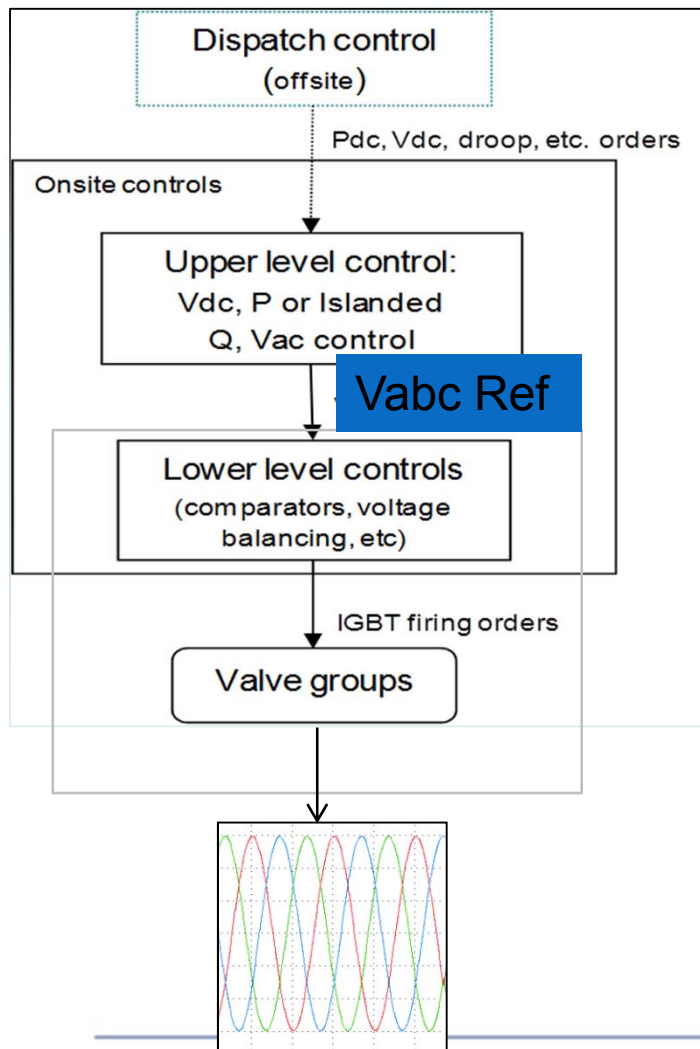 Dispatch control
(offsite)
Pdc, Vdc, droop, etc. orders
Onsite controls
Upper level control:
Vdc, P or Islanded
Q, Vac control
Vabc Ref
Lower level controls
(comparators, voltage
balancing, etc)
IGBT firing orders
Valve groups